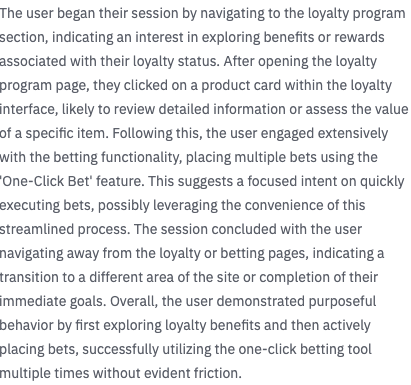 The user began their session by navigating to the loyalty program
section, indicating an interest in exploring benefits or rewards
associated with their loyalty status. After opening the loyalty
program page, they clicked on a product card within the loyalty
interface, likely to review detailed information or assess the value
of a specific item. Following this, the user engaged extensively
with the betting functionality, placing multiple bets using the
'One-Click Bet' feature. This suggests a focused intent on quickly
executing bets, possibly leveraging the convenience of this
streamlined process. The session concluded with the user
navigating away from the loyalty or betting pages, indicating a
transition to a different area of the site or completion of their
immediate goals. Overall, the user demonstrated purposeful
behavior by first exploring loyalty benefits and then actively
placing bets, successfully utilizing the one-click betting tool
multiple times without evident friction.